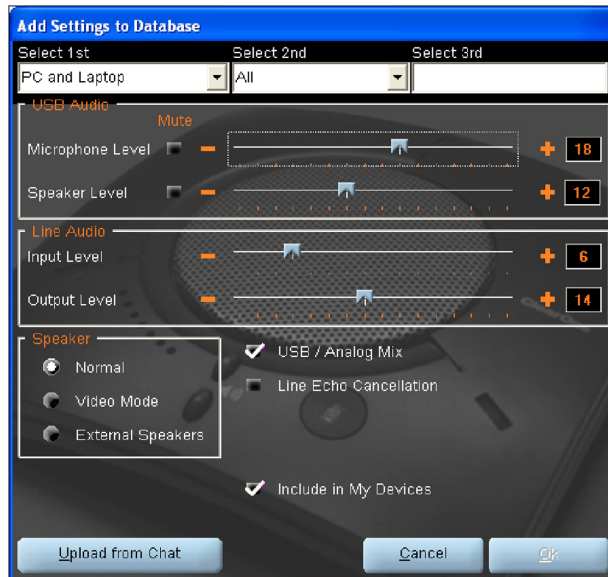 Add Settings to Database
Select 1st Select 2nd Select 3rd
PC and Laptop All
USB Audio
Mute
Microphone Level 18
Speaker Level 12
Line Audio
Input Level 6
Output Level 14
Speaker
Normal
Video Mode
External Speakers
USB / Analog Mix
Line Echo Cancellation
Include in My Devices
Upload from Chat Cancel Ok